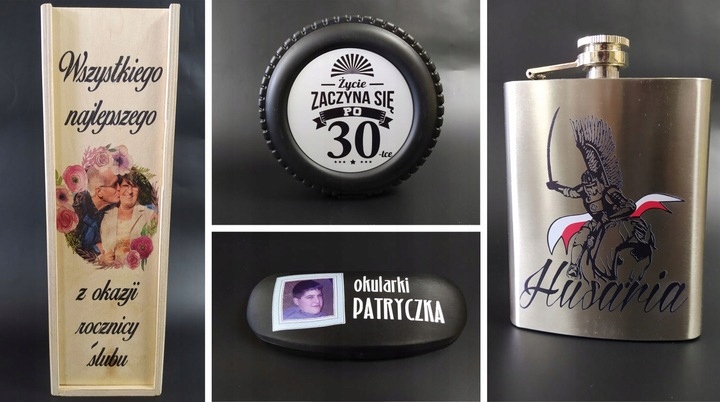 Wszystkiego
najlepszego
z okazji
rocznicy
ślubu
Życie
ZACZYNA SIĘ
PO
30-tce
okularki
PATRYCZKA
Husaria